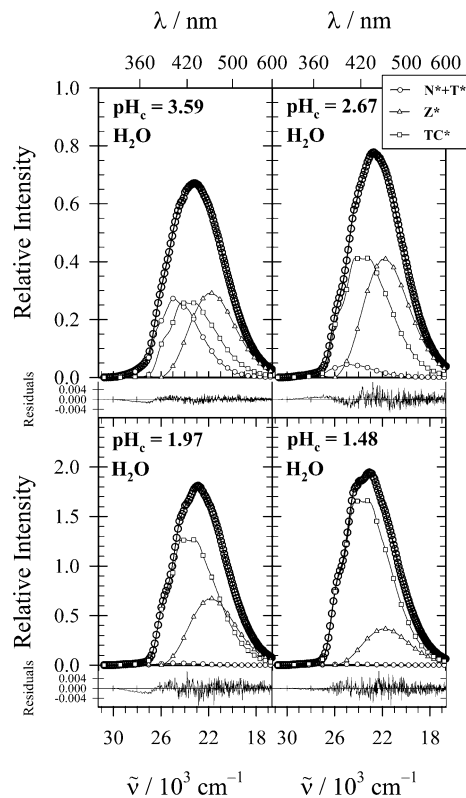 λ / nm
λ / nm
360 420 480 600
360 420 480 600
N*+T*
Z*
TC*
pHc = 3.59
H₂O
pHc = 2.67
H₂O
Relative Intensity
1.0
0.8
0.6
0.4
0.2
0.0
Residuals
0.004
0.000
-0.004
pHc = 1.97
H₂O
pHc = 1.48
H₂O
Relative Intensity
2.0
1.5
1.0
0.5
0.0
Residuals
0.004
0.000
-0.004
30 26 22 18
30 26 22 18
ν̃ / 10³ cm⁻¹
ν̃ / 10³ cm⁻¹